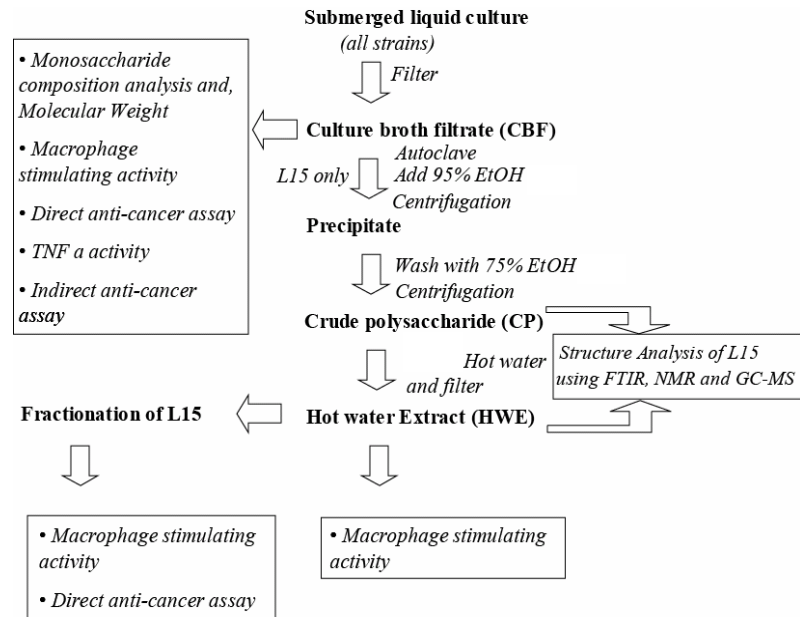 Submerged liquid culture
(all strains)
Filter
• Monosaccharide
composition analysis and,
Molecular Weight
• Macrophage
stimulating activity
• Direct anti-cancer assay
• TNF a activity
• Indirect anti-cancer
assay
Culture broth filtrate (CBF)
Autoclave
L15 only
Add 95% EtOH
Centrifugation
Precipitate
Wash with 75% EtOH
Centrifugation
Crude polysaccharide (CP)
Structure Analysis of L15
using FTIR, NMR and GC-MS
Hot water
and filter
Fractionation of L15
Hot water Extract (HWE)
• Macrophage stimulating
activity
• Direct anti-cancer assay
• Macrophage stimulating
activity